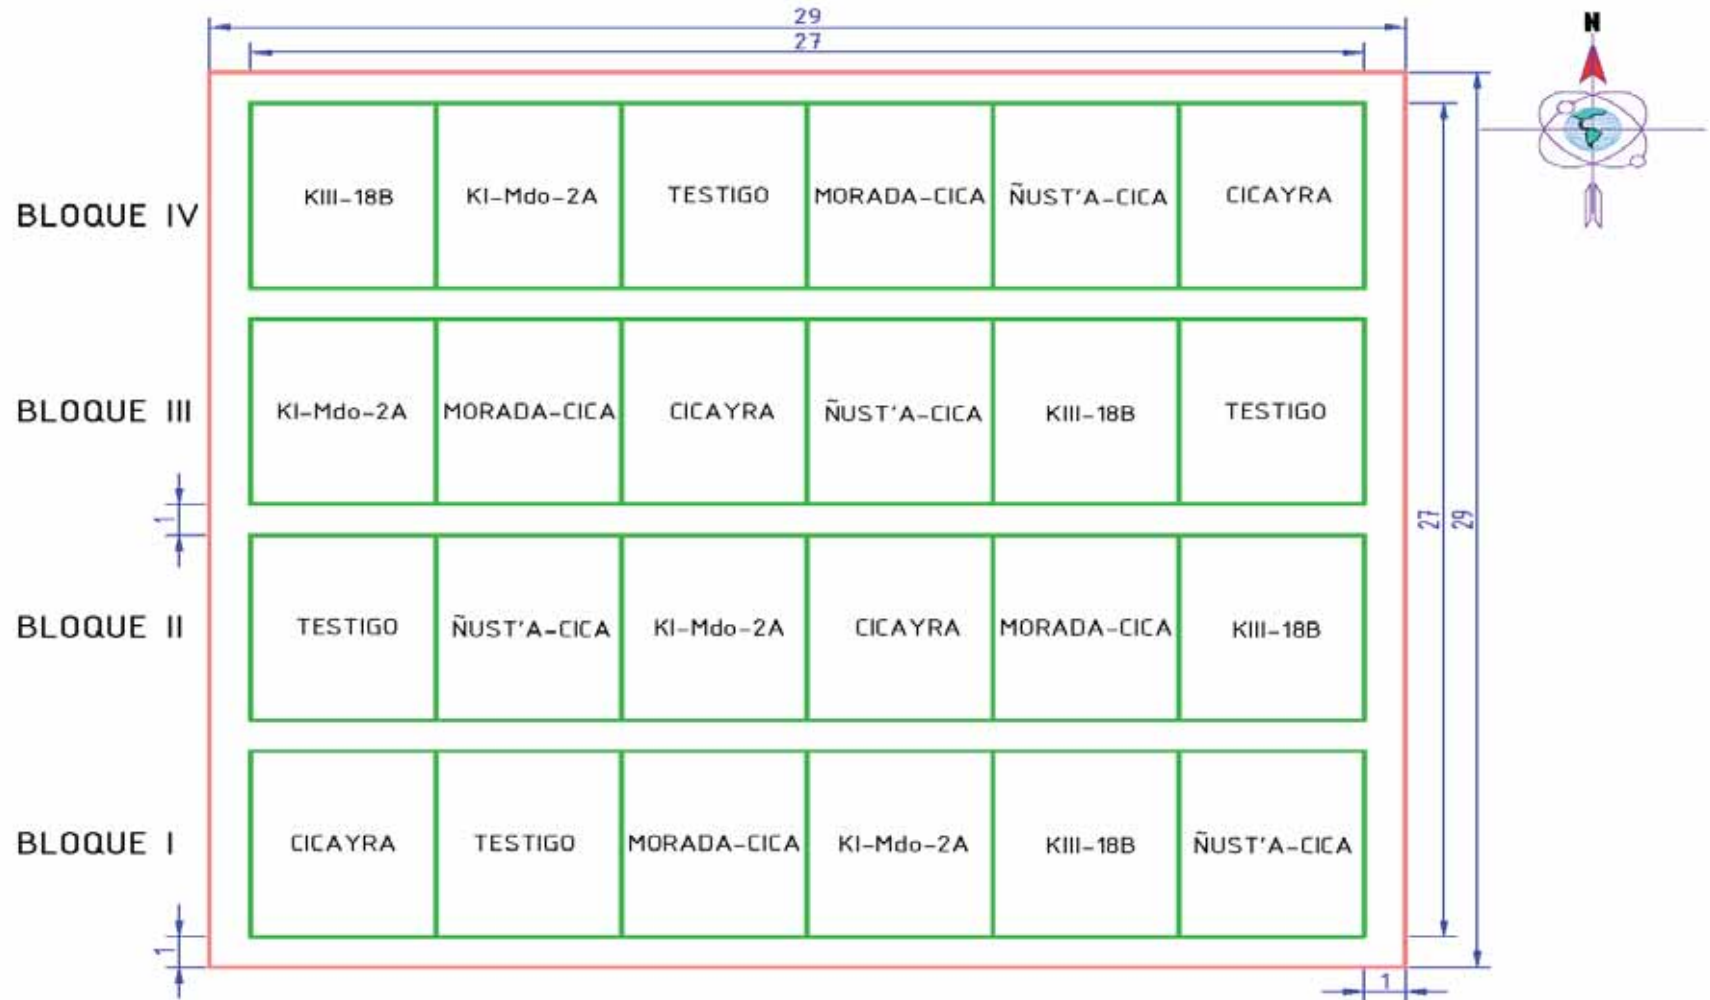 29
27
N
BLOQUE IV
KIII-18B
KI-Mdo-2A
TESTIGO
MORADA-CICA
ÑUST'A-CICA
CICAYRA
BLOQUE III
KI-Mdo-2A
MORADA-CICA
CICAYRA
ÑUST'A-CICA
KIII-18B
TESTIGO
1
27
29
BLOQUE II
TESTIGO
ÑUST'A-CICA
KI-Mdo-2A
CICAYRA
MORADA-CICA
KIII-18B
BLOQUE I
CICAYRA
TESTIGO
MORADA-CICA
KI-Mdo-2A
KIII-18B
ÑUST'A-CICA
1
1